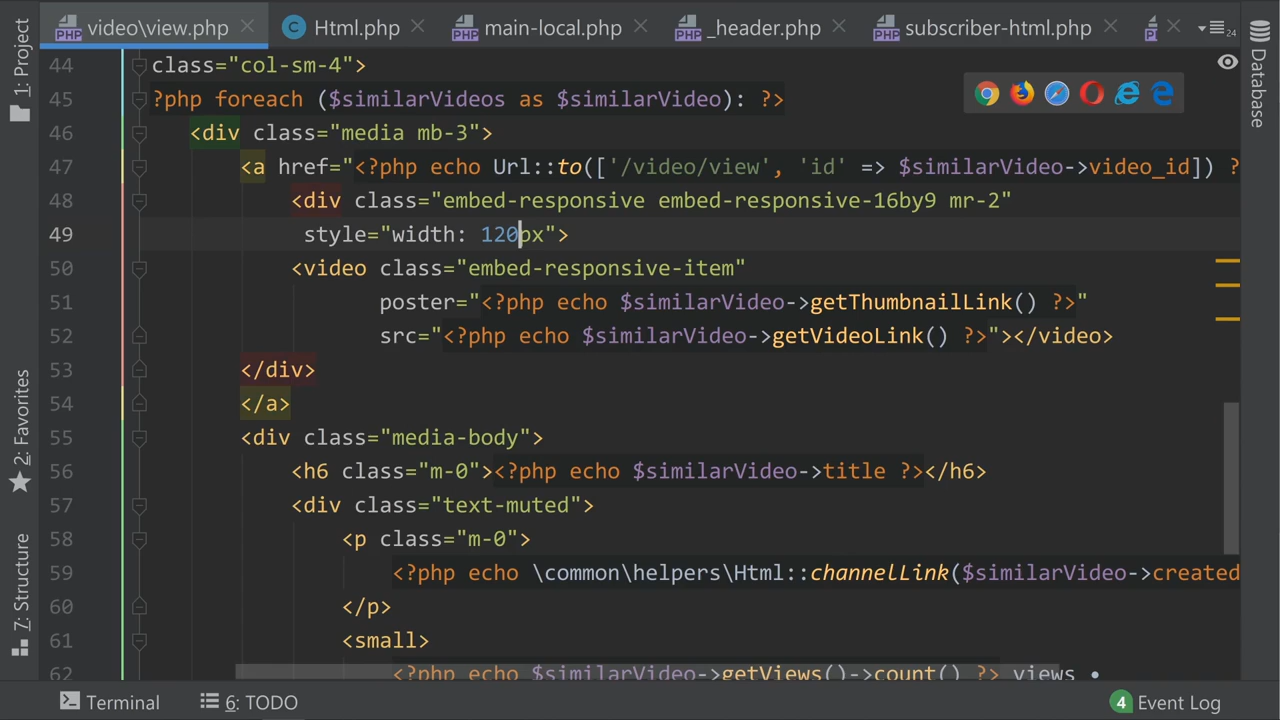 video\view.php
Html.php
main-local.php
_header.php
subscriber-html.php
24
1: Project
2: Favorites
7: Structure
Database
44 class="col-sm-4">
45 ?php foreach ($similarVideos as $similarVideo): ?>
46 <div class="media mb-3">
47 <a href="<?php echo Url::to(['/video/view', 'id' => $similarVideo->video_id]) ?
48 <div class="embed-responsive embed-responsive-16by9 mr-2"
49 style="width: 120px">
50 <video class="embed-responsive-item"
51 poster="<?php echo $similarVideo->getThumbnailLink() ?>"
52 src="<?php echo $similarVideo->getVideoLink() ?>"></video>
53 </div>
54 </a>
55 <div class="media-body">
56 <h6 class="m-0"><?php echo $similarVideo->title ?></h6>
57 <div class="text-muted">
58 <p class="m-0">
59 <?php echo \common\helpers\Html::channelLink($similarVideo->created
60 </p>
61 <small>
62 <?php echo $similarVideo->getViews()->count() ?> views •
Terminal
6: TODO
4 Event Log